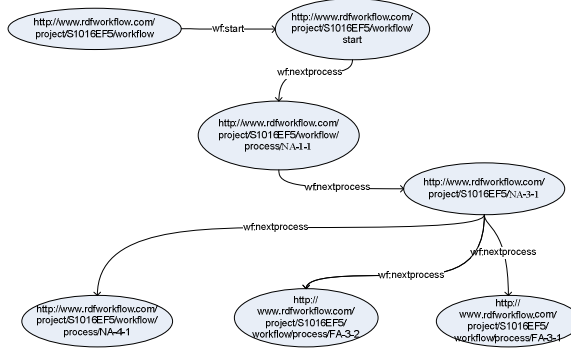 http://www.rdfworkflow.com/
project/S1016EF5/workflow
wf:start
http://www.rdfworkflow.com/
project/S1016EF5/workflow/
start
wf:nextprocess
http://www.rdfworkflow.com/
project/S1016EF5/workflow/
process/NA-1-1
wf:nextprocess
http://www.rdfworkflow.com/
project/S1016EF5/NA-3-1
wf:nextprocess
wf:nextprocess
wf:nextprocess
http://www.rdfworkflow.com/
project/S1016EF5/workflow/
process/NA-4-1
http://
www.rdfworkflow.com/
project/S1016EF5/
workflow/process/FA-3-2
http://
www.rdfworkflow.com/
project/S1016EF5/
workflow/process/FA-3-1